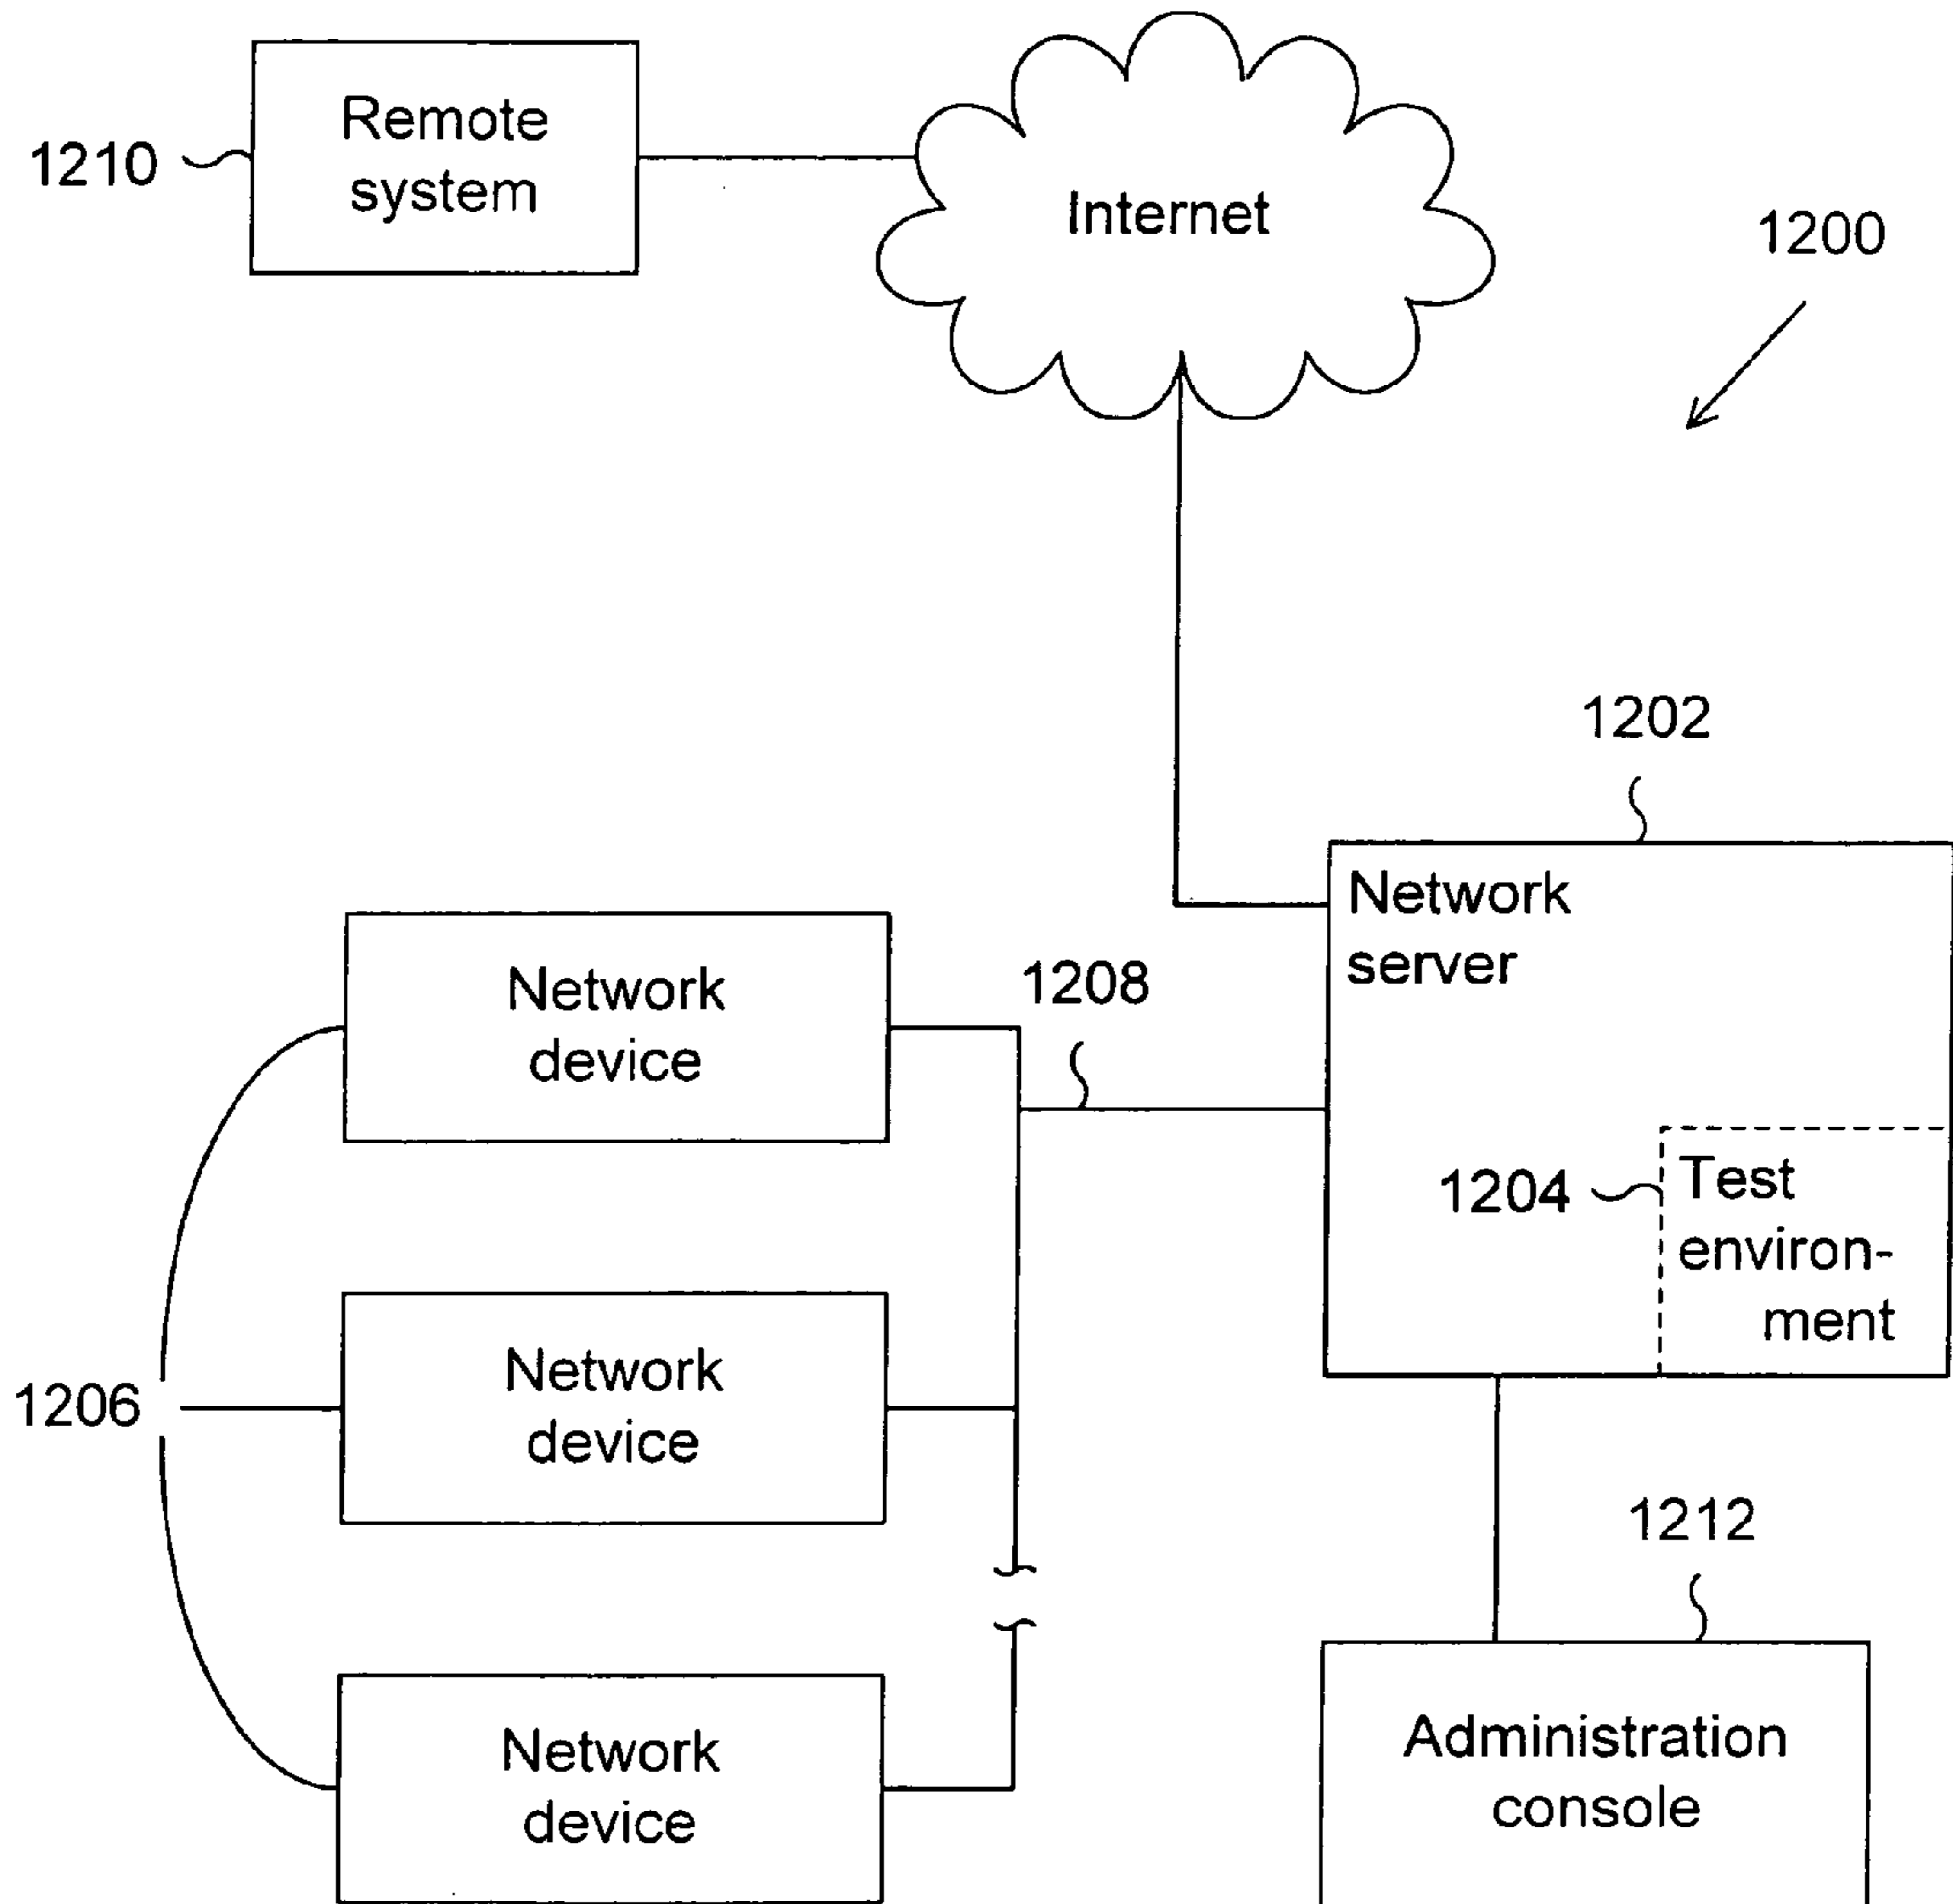 1210
Remote
system
Internet
1200
1202
Network
server
1208
Network
device
1204
Test
environ-
ment
1206
Network
device
1212
Network
device
Administration
console